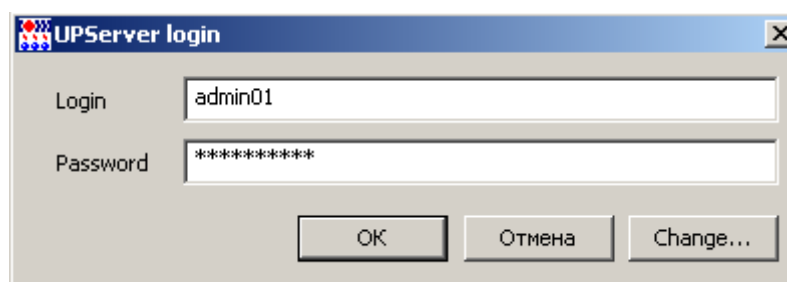 UPServer login
Login admin01
Password **********
OK Отмена Change...